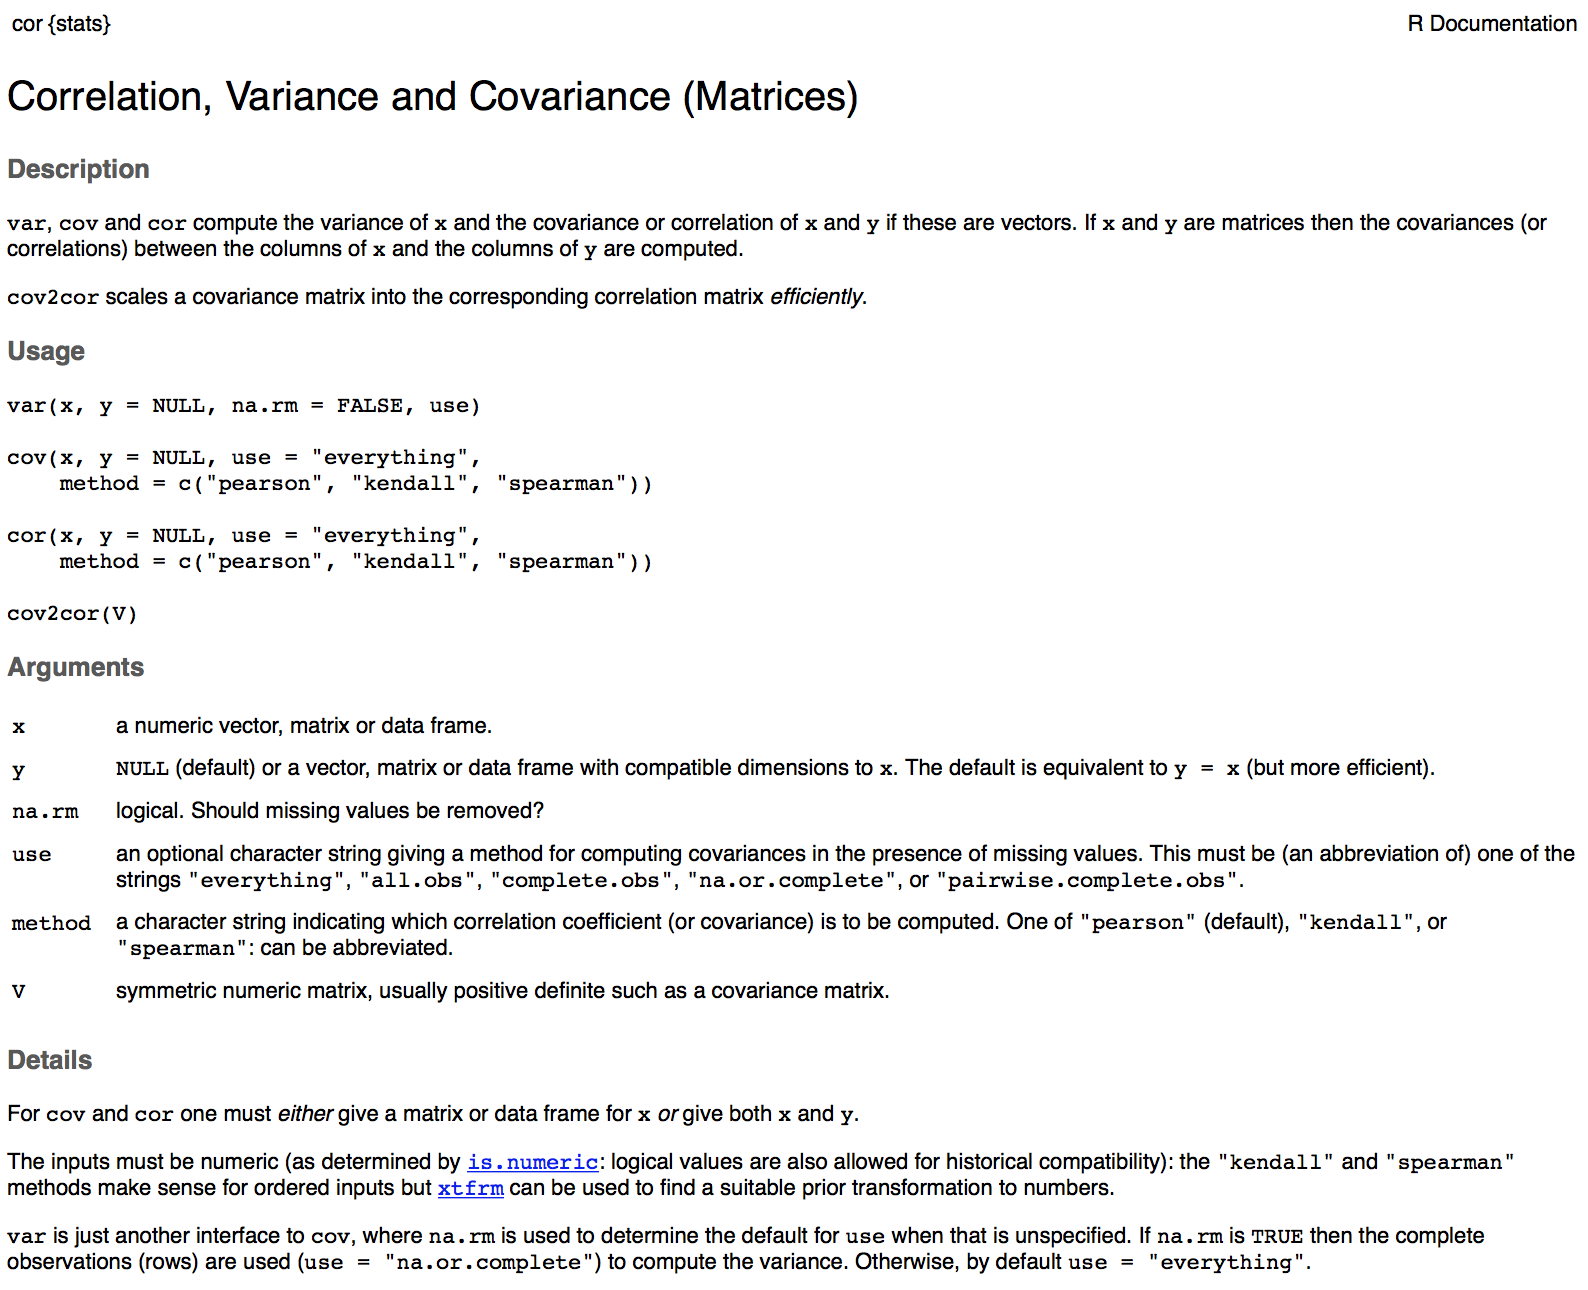 cor {stats}
R Documentation
Correlation, Variance and Covariance (Matrices)
Description
var, cov and cor compute the variance of x and the covariance or correlation of x and y if these are vectors. If x and y are matrices then the covariances (or
correlations) between the columns of x and the columns of y are computed.
cov2cor scales a covariance matrix into the corresponding correlation matrix efficiently.
Usage
var(x, y = NULL, na.rm = FALSE, use)
cov(x, y = NULL, use = "everything",
    method = c("pearson", "kendall", "spearman"))
cor(x, y = NULL, use = "everything",
    method = c("pearson", "kendall", "spearman"))
cov2cor(V)
Arguments
x a numeric vector, matrix or data frame.
y NULL (default) or a vector, matrix or data frame with compatible dimensions to x. The default is equivalent to y = x (but more efficient).
na.rm logical. Should missing values be removed?
use an optional character string giving a method for computing covariances in the presence of missing values. This must be (an abbreviation of) one of the
strings "everything", "all.obs", "complete.obs", "na.or.complete", or "pairwise.complete.obs".
method a character string indicating which correlation coefficient (or covariance) is to be computed. One of "pearson" (default), "kendall", or
"spearman": can be abbreviated.
V symmetric numeric matrix, usually positive definite such as a covariance matrix.
Details
For cov and cor one must either give a matrix or data frame for x or give both x and y.
The inputs must be numeric (as determined by is.numeric: logical values are also allowed for historical compatibility): the "kendall" and "spearman"
methods make sense for ordered inputs but xtfrm can be used to find a suitable prior transformation to numbers.
var is just another interface to cov, where na.rm is used to determine the default for use when that is unspecified. If na.rm is TRUE then the complete
observations (rows) are used (use = "na.or.complete") to compute the variance. Otherwise, by default use = "everything".